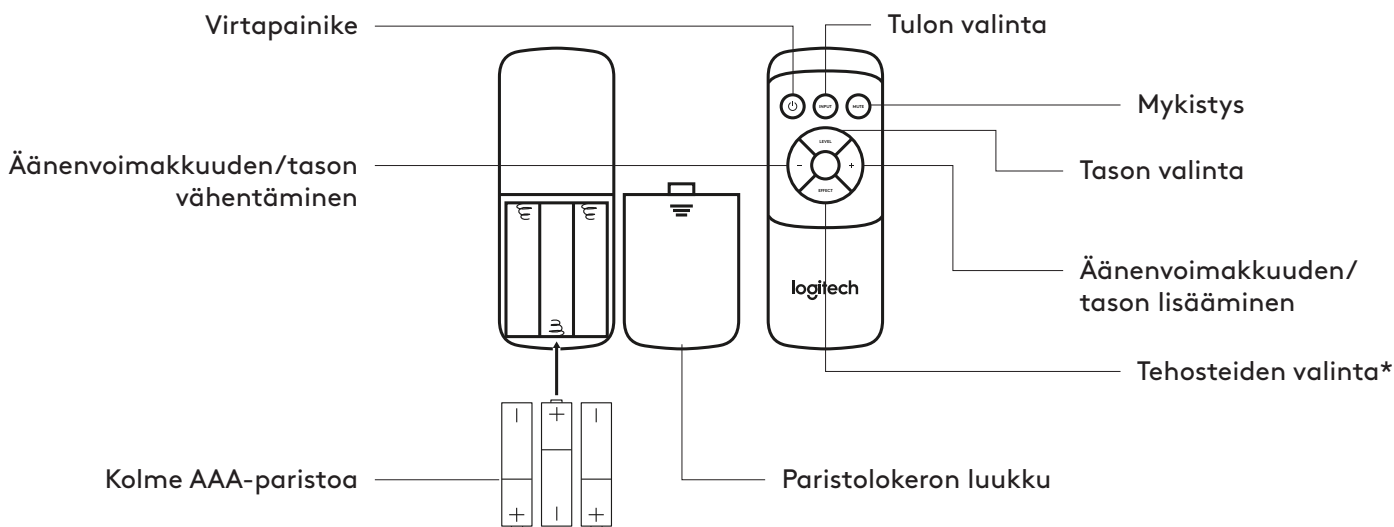 Virtapainike
Tulon valinta
INPUT
MUTE
Mykistys
LEVEL
Äänenvoimakkuuden/tason
vähentäminen
-
+
Tason valinta
EFFECT
Äänenvoimakkuuden/
tason lisääminen
logitech
Tehosteiden valinta*
Kolme AAA-paristoa
Paristolokeron luukku